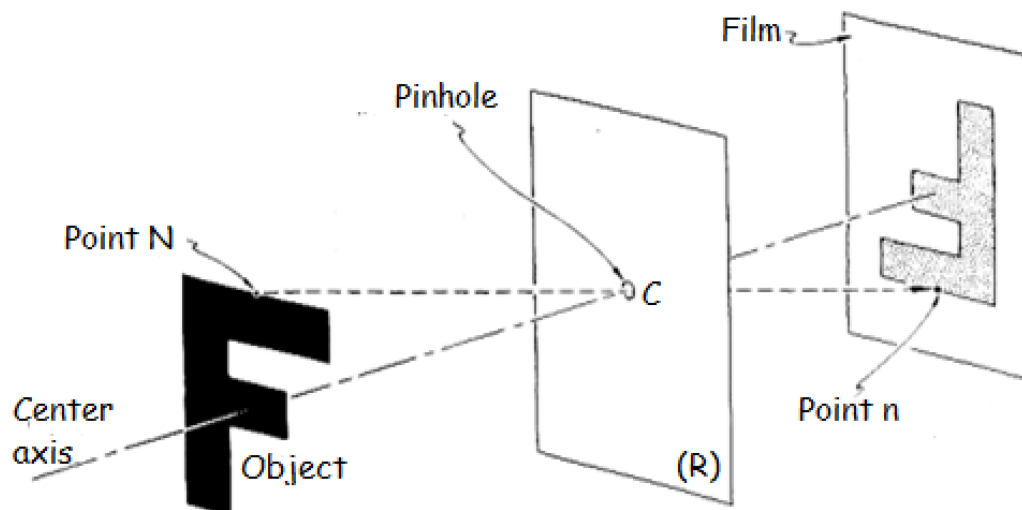 Film
Pinhole
Point N
C
Center
axis
Object
(R)
Point n
F